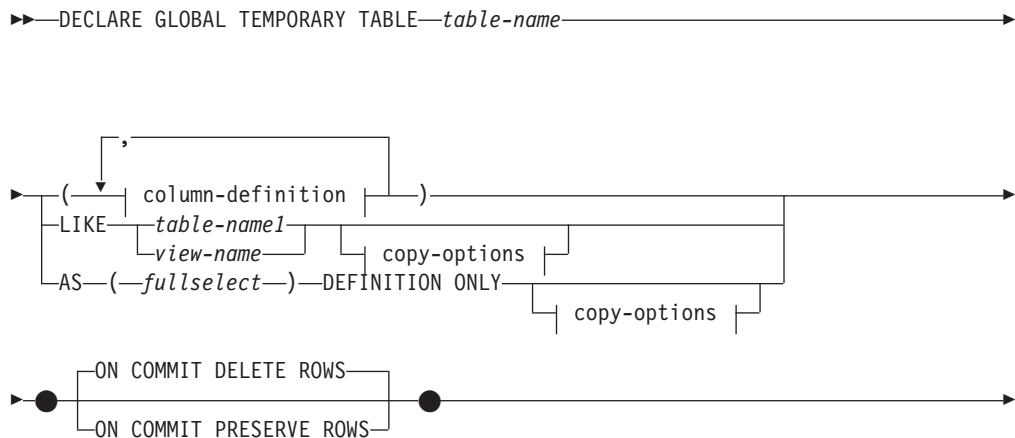 DECLARE GLOBAL TEMPORARY TABLE table-name
,
( column-definition )
LIKE table-name1
view-name copy-options
AS ( fullselect ) DEFINITION ONLY
copy-options
ON COMMIT DELETE ROWS
ON COMMIT PRESERVE ROWS